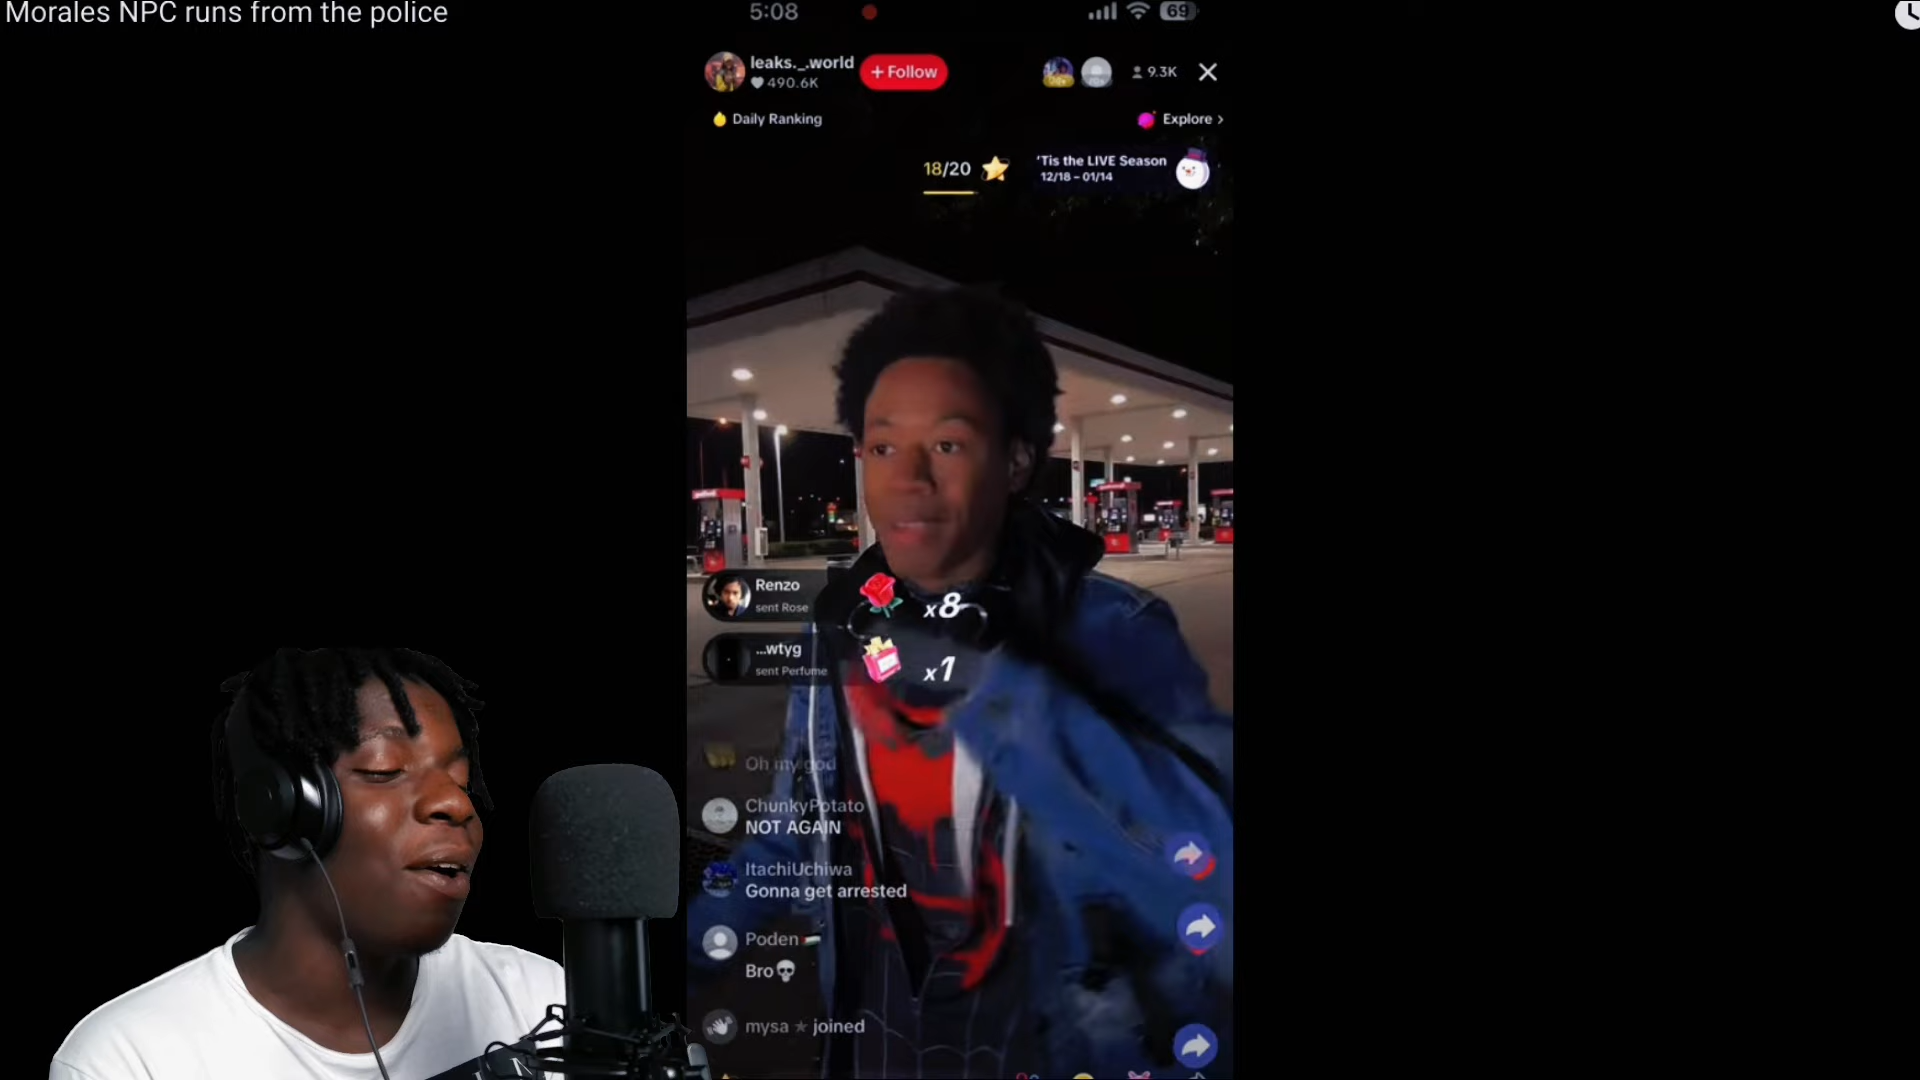 Morales NPC runs from the police
5:08
69
leaks._.world
490.6K
+ Follow
9.3K
Daily Ranking
Explore >
18/20
'Tis the LIVE Season
12/18 – 01/14
Renzo
sent Rose
x8
...wtyg
sent Perfume
x1
Oh my god
ChunkyPotato
NOT AGAIN
ItachiUchiwa
Gonna get arrested
Poden🇵🇸
Bro💀
mysa ★ joined